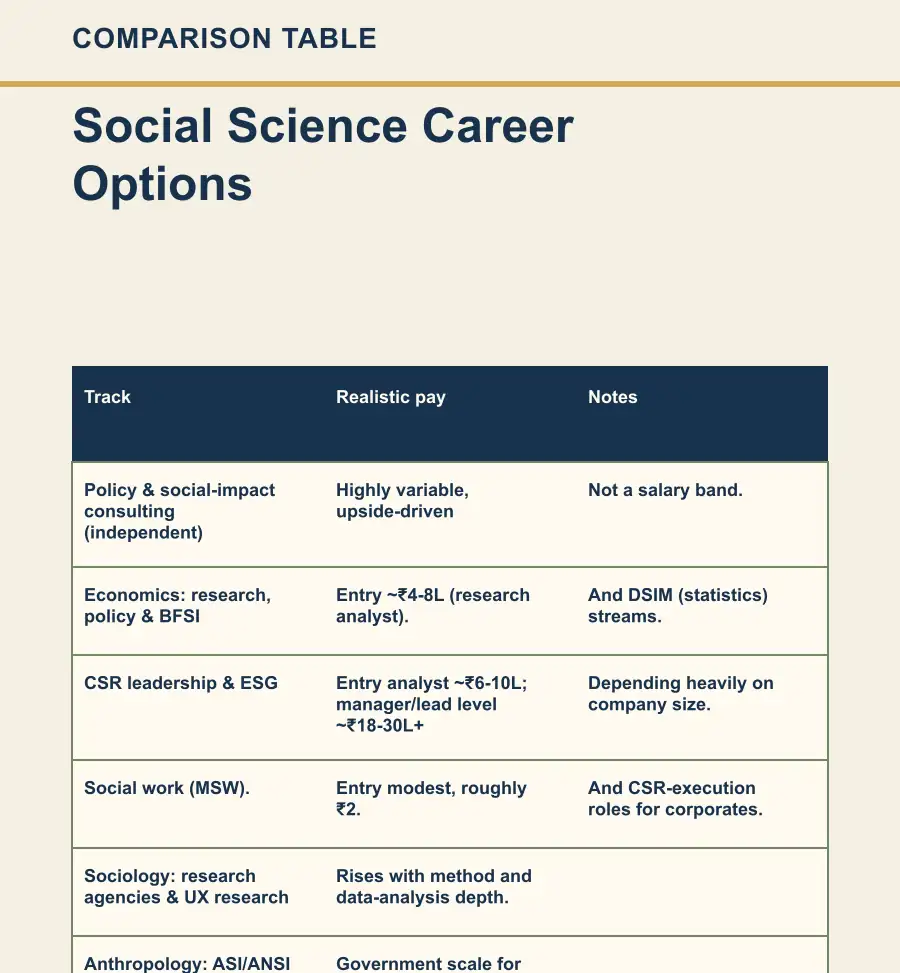 COMPARISON TABLE
Social Science Career
Options
Track
Realistic pay
Notes
Policy & social-impact
consulting
(independent)
Highly variable,
upside-driven
Not a salary band.
Economics: research,
policy & BFSI
Entry ~₹4-8L (research
analyst).
And DSIM (statistics)
streams.
CSR leadership & ESG
Entry analyst ~₹6-10L;
manager/lead level
~₹18-30L+
Depending heavily on
company size.
Social work (MSW).
Entry modest, roughly
₹2.
And CSR-execution
roles for corporates.
Sociology: research
agencies & UX research
Rises with method and
data-analysis depth.
Anthropology: ASI/ANSI
Government scale for